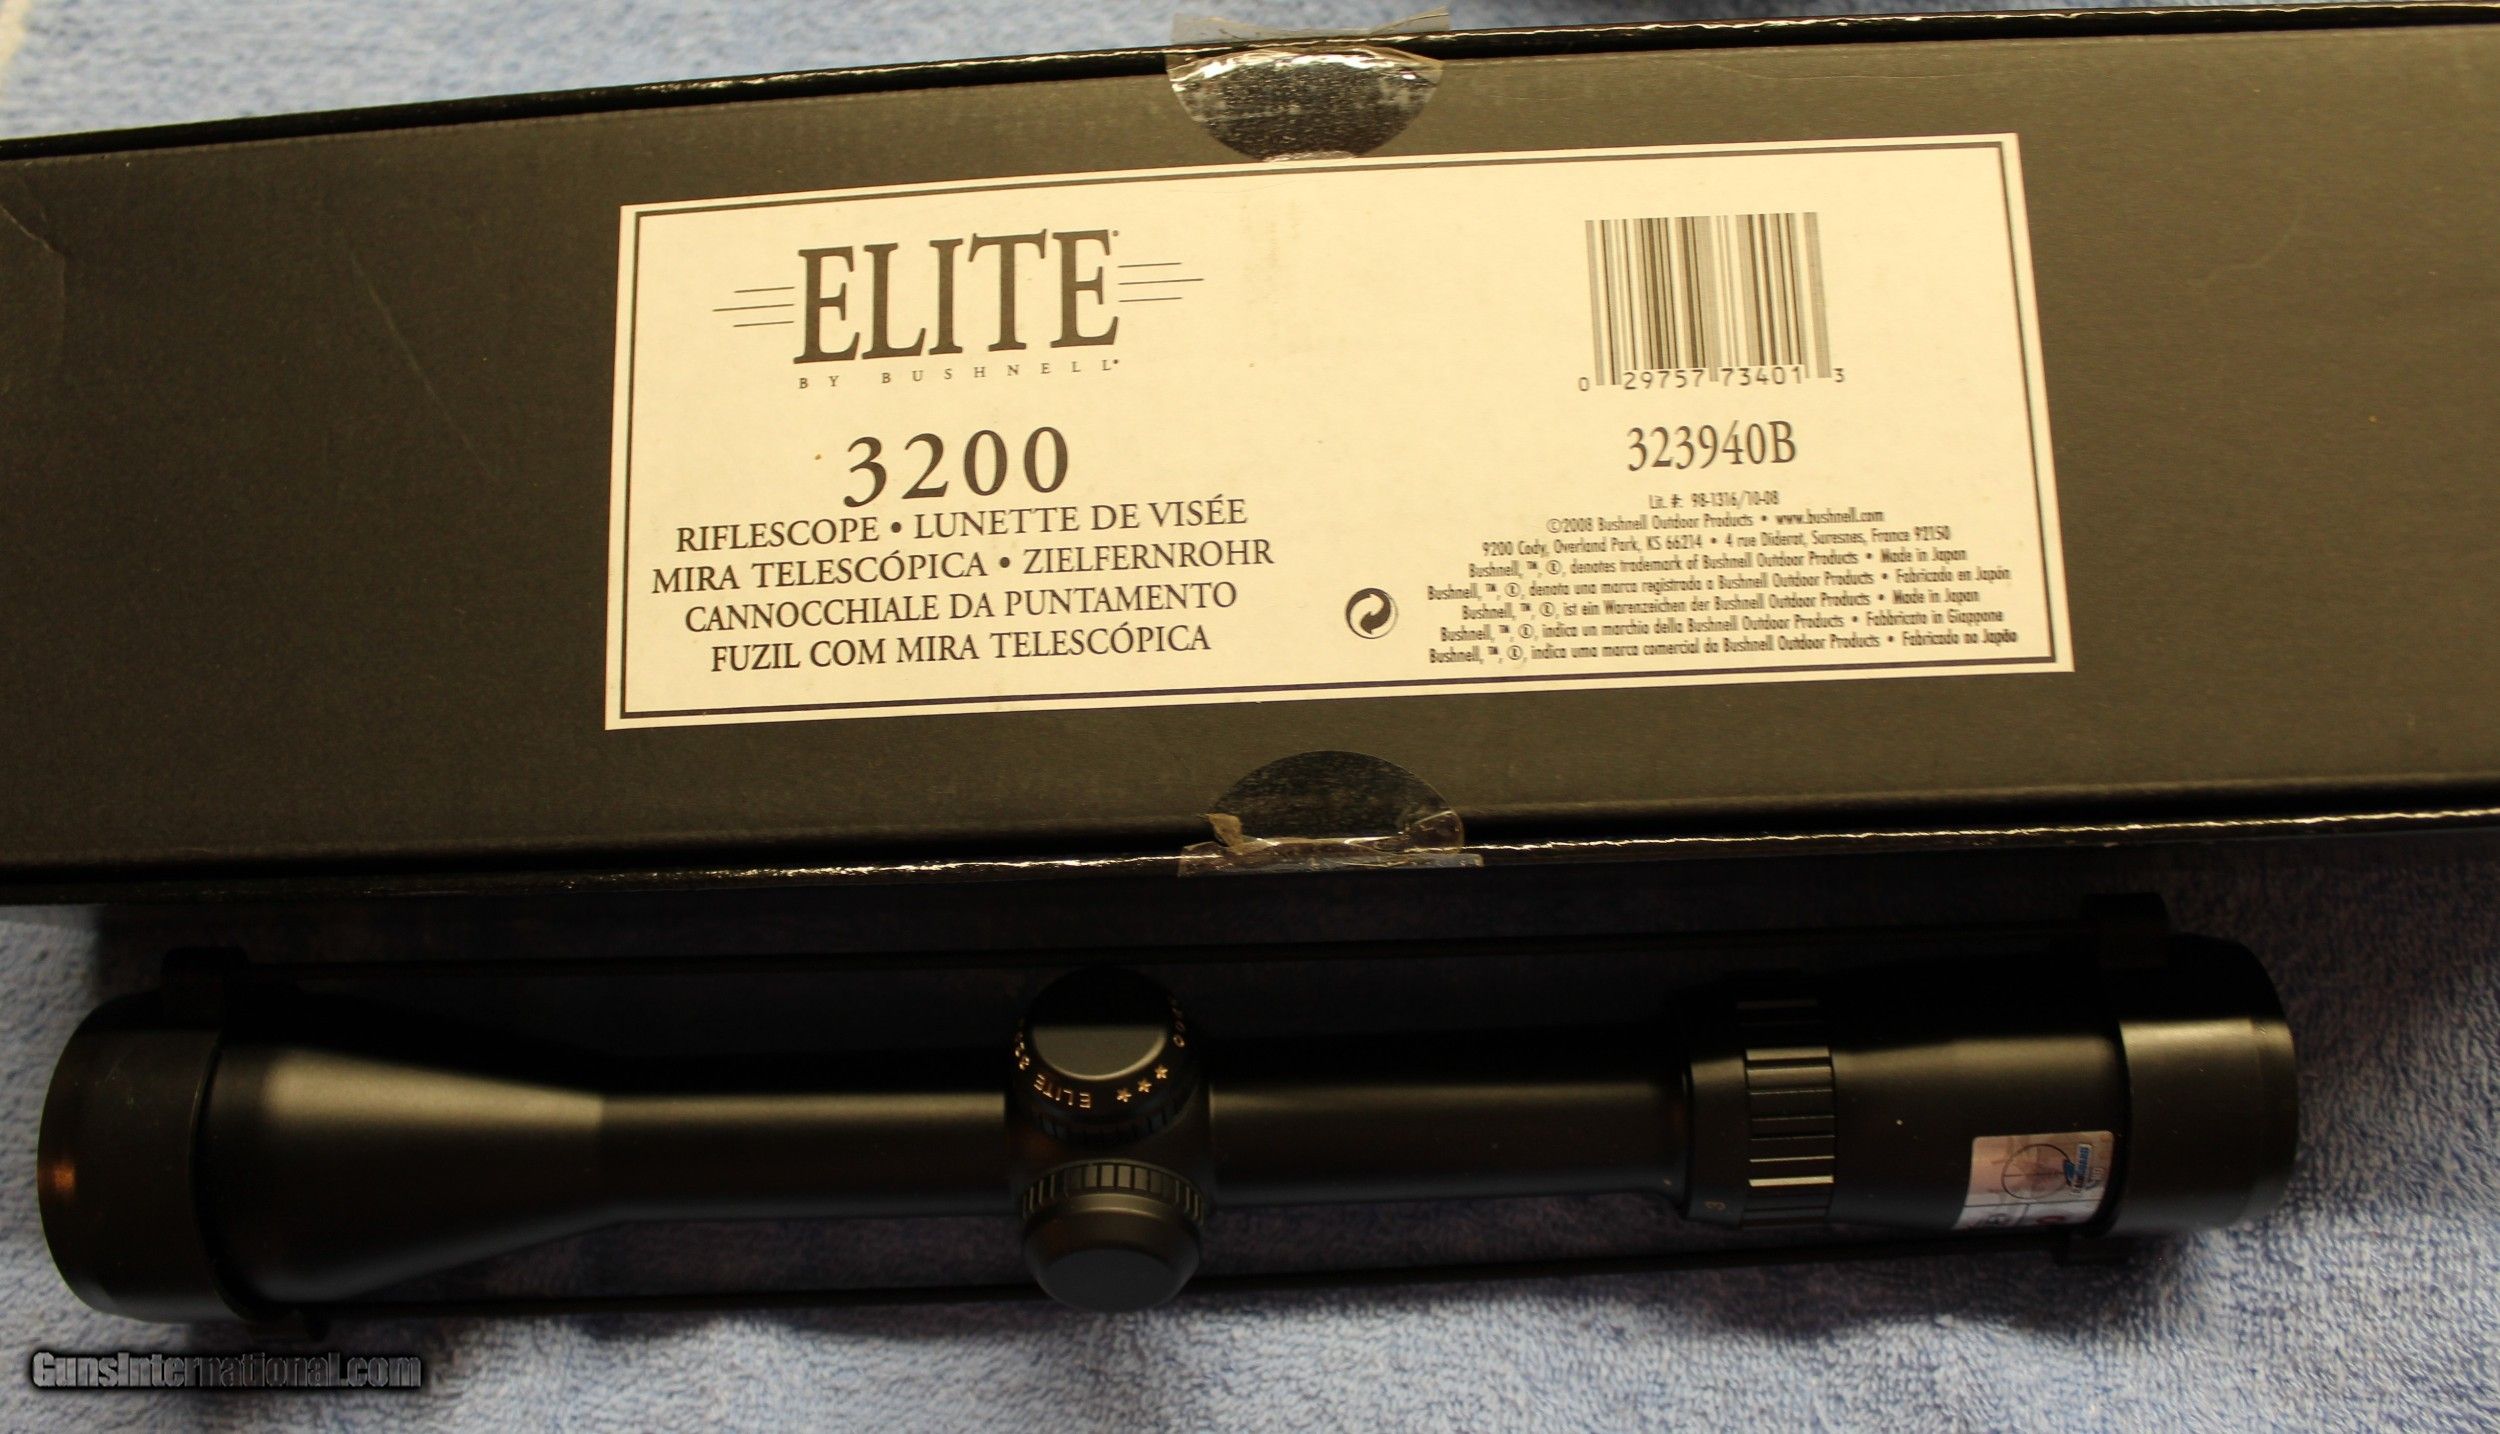 ELITE®
BY BUSHNELL®
3200
RIFLESCOPE • LUNETTE DE VISÉE
MIRA TELESCÓPICA • ZIELFERNROHR
CANNOCCHIALE DA PUNTAMENTO
FUZIL COM MIRA TELESCÓPICA
0 29757 73401 3
323940B
Lit. #: 98-1316/10-08
©2008 Bushnell Outdoor Products • www.bushnell.com
9200 Cody, Overland Park, KS 66214 • 4 rue Diderot, Suresnes, France 92150
Bushnell, ™, ®, denotes trademark of Bushnell Outdoor Products • Made in Japan
Bushnell, ™, ®, denota una marca registrada a Bushnell Outdoor Products • Fabricado en Japón
Bushnell, ™, ®, ist ein Warenzeichen der Bushnell Outdoor Products • Made in Japan
Bushnell, ™, ®, indica un marchio della Bushnell Outdoor Products • Fabbricato in Giappone
Bushnell, ™, ®, indica uma marca comercial da Bushnell Outdoor Products • Fabricado no Japão
ELITE
3
GunsInternational.com